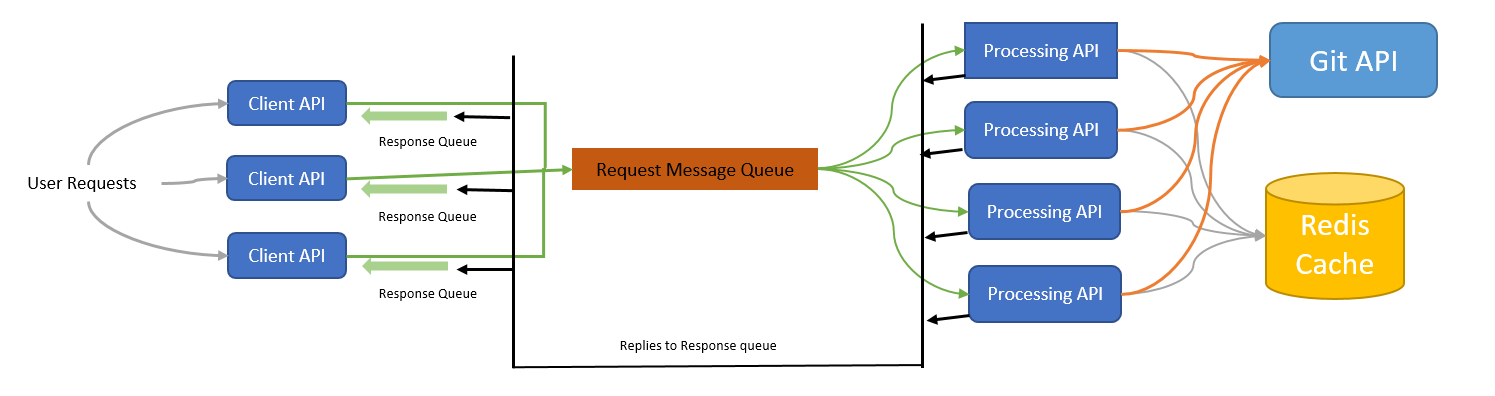 User Requests
Client API
Response Queue
Client API
Response Queue
Client API
Response Queue
Request Message Queue
Replies to Response queue
Processing API
Processing API
Processing API
Processing API
Git API
Redis
Cache